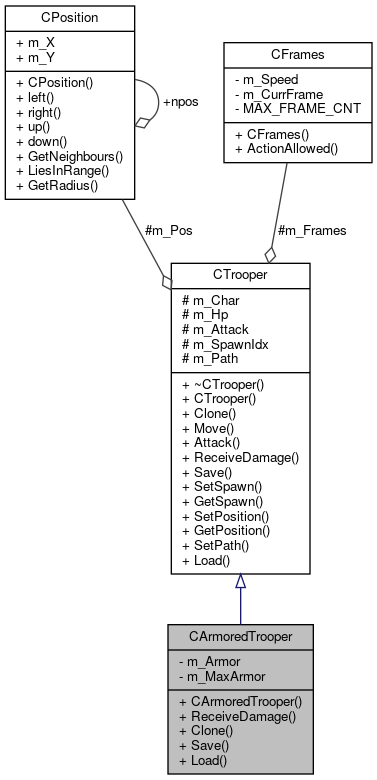 CPosition
+ m_X
+ m_Y
+ CPosition()
+ left()
+ right()
+ up()
+ down()
+ GetNeighbours()
+ LiesInRange()
+ GetRadius()
+npos
CFrames
- m_Speed
- m_CurrFrame
- MAX_FRAME_CNT
+ CFrames()
+ ActionAllowed()
#m_Pos
#m_Frames
CTrooper
# m_Char
# m_Hp
# m_Attack
# m_SpawnIdx
# m_Path
+ ~CTrooper()
+ CTrooper()
+ Clone()
+ Move()
+ Attack()
+ ReceiveDamage()
+ Save()
+ SetSpawn()
+ GetSpawn()
+ SetPosition()
+ GetPosition()
+ SetPath()
+ Load()
CArmoredTrooper
- m_Armor
- m_MaxArmor
+ CArmoredTrooper()
+ ReceiveDamage()
+ Clone()
+ Save()
+ Load()